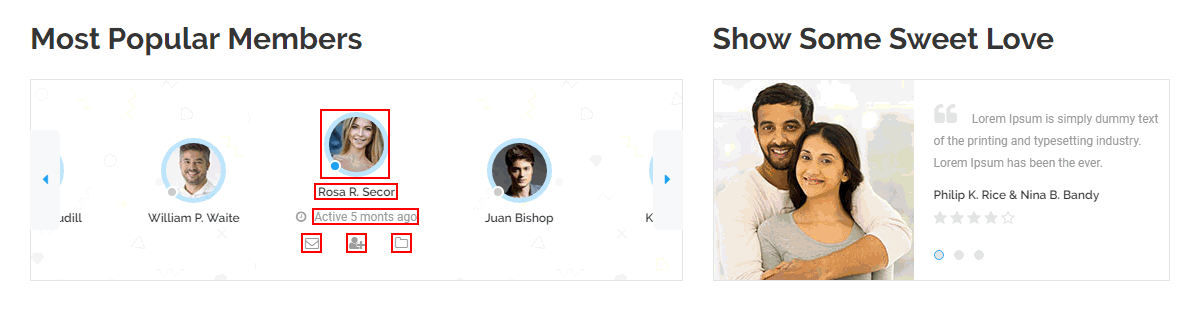 Most Popular Members
Show Some Sweet Love
Rosa R. Secor
Active 5 monts ago
udill
William P. Waite
Juan Bishop
K
Lorem Ipsum is simply dummy text
of the printing and typesetting industry.
Lorem Ipsum has been the ever.
Philip K. Rice & Nina B. Bandy